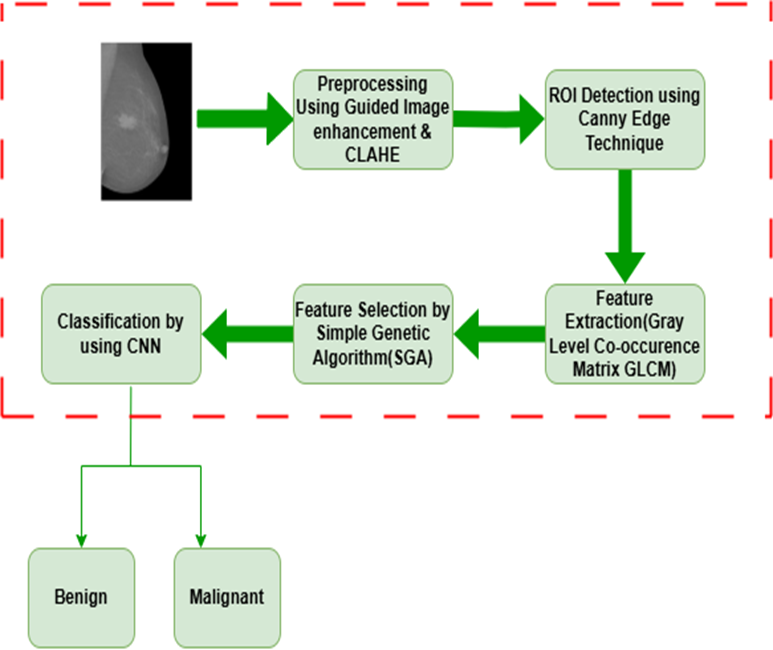 Preprocessing
Using Guided Image
enhancement &
CLAHE
ROI Detection using
Canny Edge
Technique
Feature
Extraction(Gray
Level Co-occurence
Matrix GLCM)
Feature Selection by
Simple Genetic
Algorithm(SGA)
Classification by
using CNN
Benign
Malignant